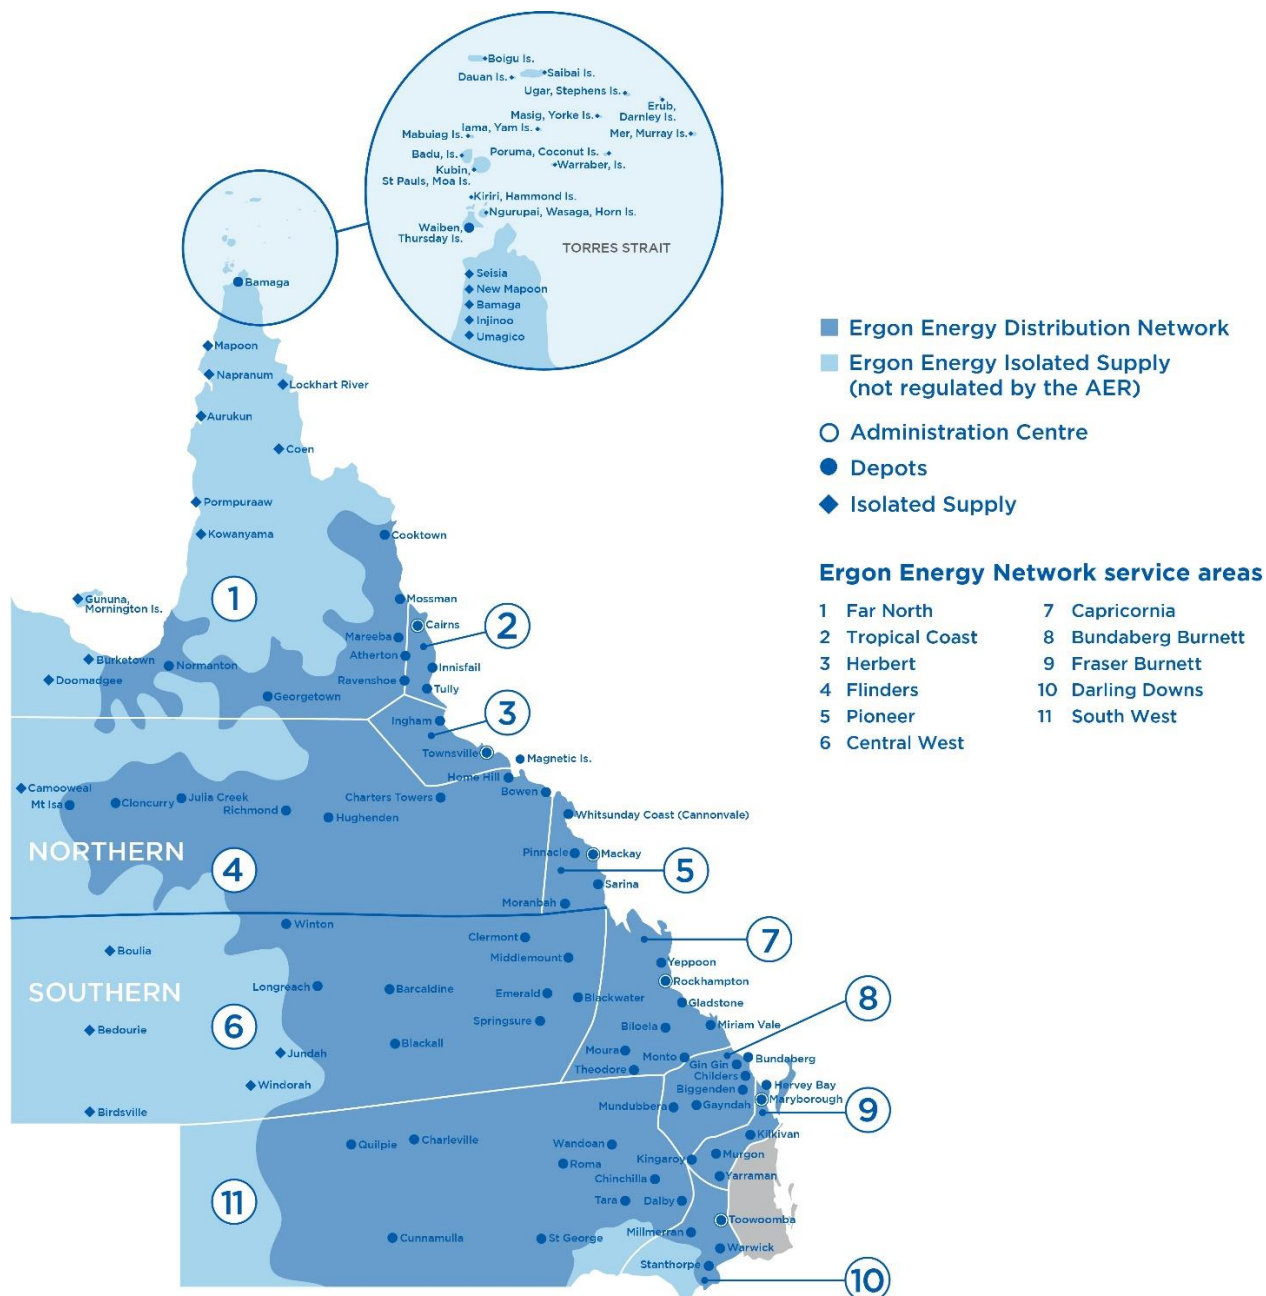 Boigu Is.
Dauan Is.
Saibai Is.
Ugar, Stephens Is.
Erub,
Darnley Is.
Masig, Yorke Is.
Iama, Yam Is.
Mabuiag Is.
Mer, Murray Is.
Badu, Is.
Poruma, Coconut Is.
Warraber, Is.
Kubin,
St Pauls, Moa Is.
Kiriri, Hammond Is.
Ngurupai, Wasaga, Horn Is.
Waiben,
Thursday Is.
TORRES STRAIT
Seisia
New Mapoon
Bamaga
Injinoo
Umagico
Bamaga
Mapoon
Napranum
Lockhart River
Aurukun
Coen
Pormpuraaw
Kowanyama
Cooktown
Gununa,
Mornington Is.
1
Mossman
Cairns
2
Mareeba
Atherton
Burketown
Normanton
Innisfail
Doomadgee
Ravenshoe
Tully
Georgetown
Ingham
3
Townsville
Magnetic Is.
Home Hill
Camooweal
Mt Isa
Cloncurry
Julia Creek
Richmond
Hughenden
Charters Towers
Bowen
Whitsunday Coast (Cannonvale)
NORTHERN
4
Pinnacle
Mackay
5
Sarina
Moranbah
Winton
Clermont
7
Boulia
Middlemount
Yeppoon
SOUTHERN
Longreach
Barcaldine
Emerald
Blackwater
Rockhampton
Gladstone
8
Bedourie
6
Springsure
Biloela
Miriam Vale
Jundah
Blackall
Moura
Monto
Bundaberg
Gin Gin
Theodore
Childers
Windorah
Biggenden
Hervey Bay
Maryborough
Birdsville
Mundubbera
Gayndah
9
Kilkivan
Quilpie
Charleville
Wandoan
Murgon
Roma
Kingaroy
Chinchilla
Yarraman
11
Tara
Dalby
Toowoomba
Cunnamulla
St George
Millmerran
Warwick
Stanthorpe
10
Ergon Energy Distribution Network
Ergon Energy Isolated Supply
(not regulated by the AER)
Administration Centre
Depots
Isolated Supply
Ergon Energy Network service areas
1 Far North
2 Tropical Coast
3 Herbert
4 Flinders
5 Pioneer
6 Central West
7 Capricornia
8 Bundaberg Burnett
9 Fraser Burnett
10 Darling Downs
11 South West